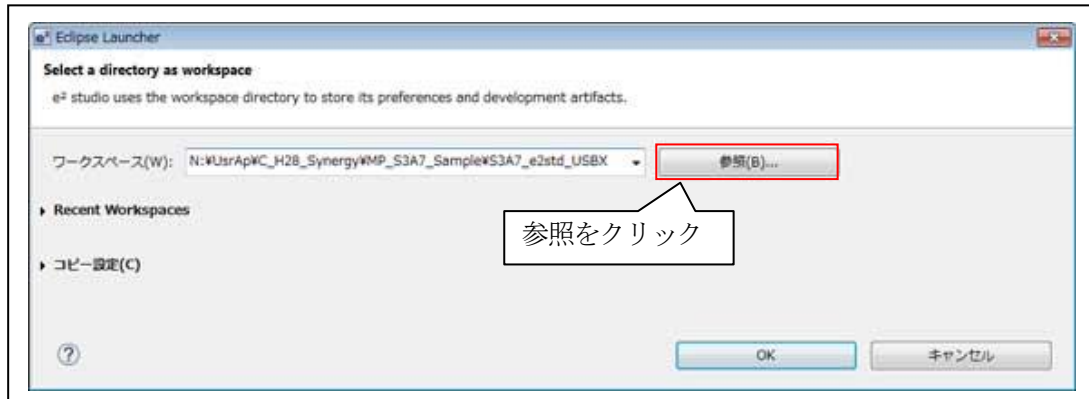 e² Eclipse Launcher
Select a directory as workspace
e² studio uses the workspace directory to store its preferences and development artifacts.
ワークスペース(W): N:¥UsrAp¥C_H28_Synergy¥MP_S3A7_Sample¥S3A7_e2std_USBX 参照(B)...
Recent Workspaces
参照をクリック
コピー設定(C)
? OK キャンセル